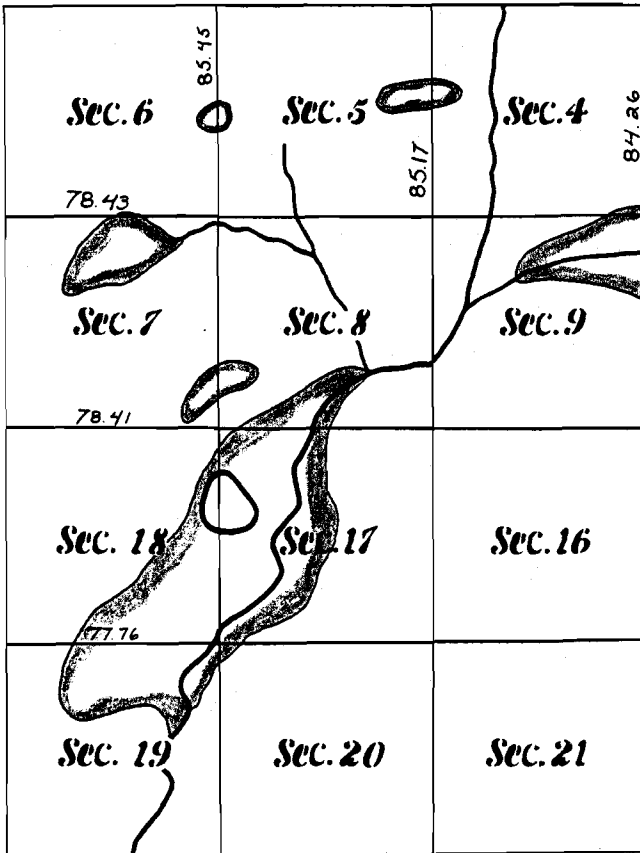 85.45
Sec. 6
Sec. 5
Sec. 4
84.26
85.17
78.43
Sec. 7
Sec. 8
Sec. 9
78.41
Sec. 18
Sec. 17
Sec. 16
77.76
Sec. 19
Sec. 20
Sec. 21